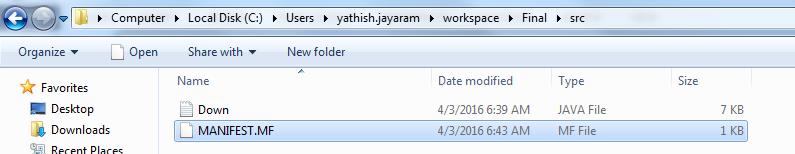 Computer Local Disk (C:) Users yathish.jayaram workspace Final src
Organize Open Share with New folder
Favorites
Desktop
Downloads
Recent Places
Name Date modified Type Size
Down 4/3/2016 6:39 AM JAVA File 7 KB
MANIFEST.MF 4/3/2016 6:43 AM MF File 1 KB